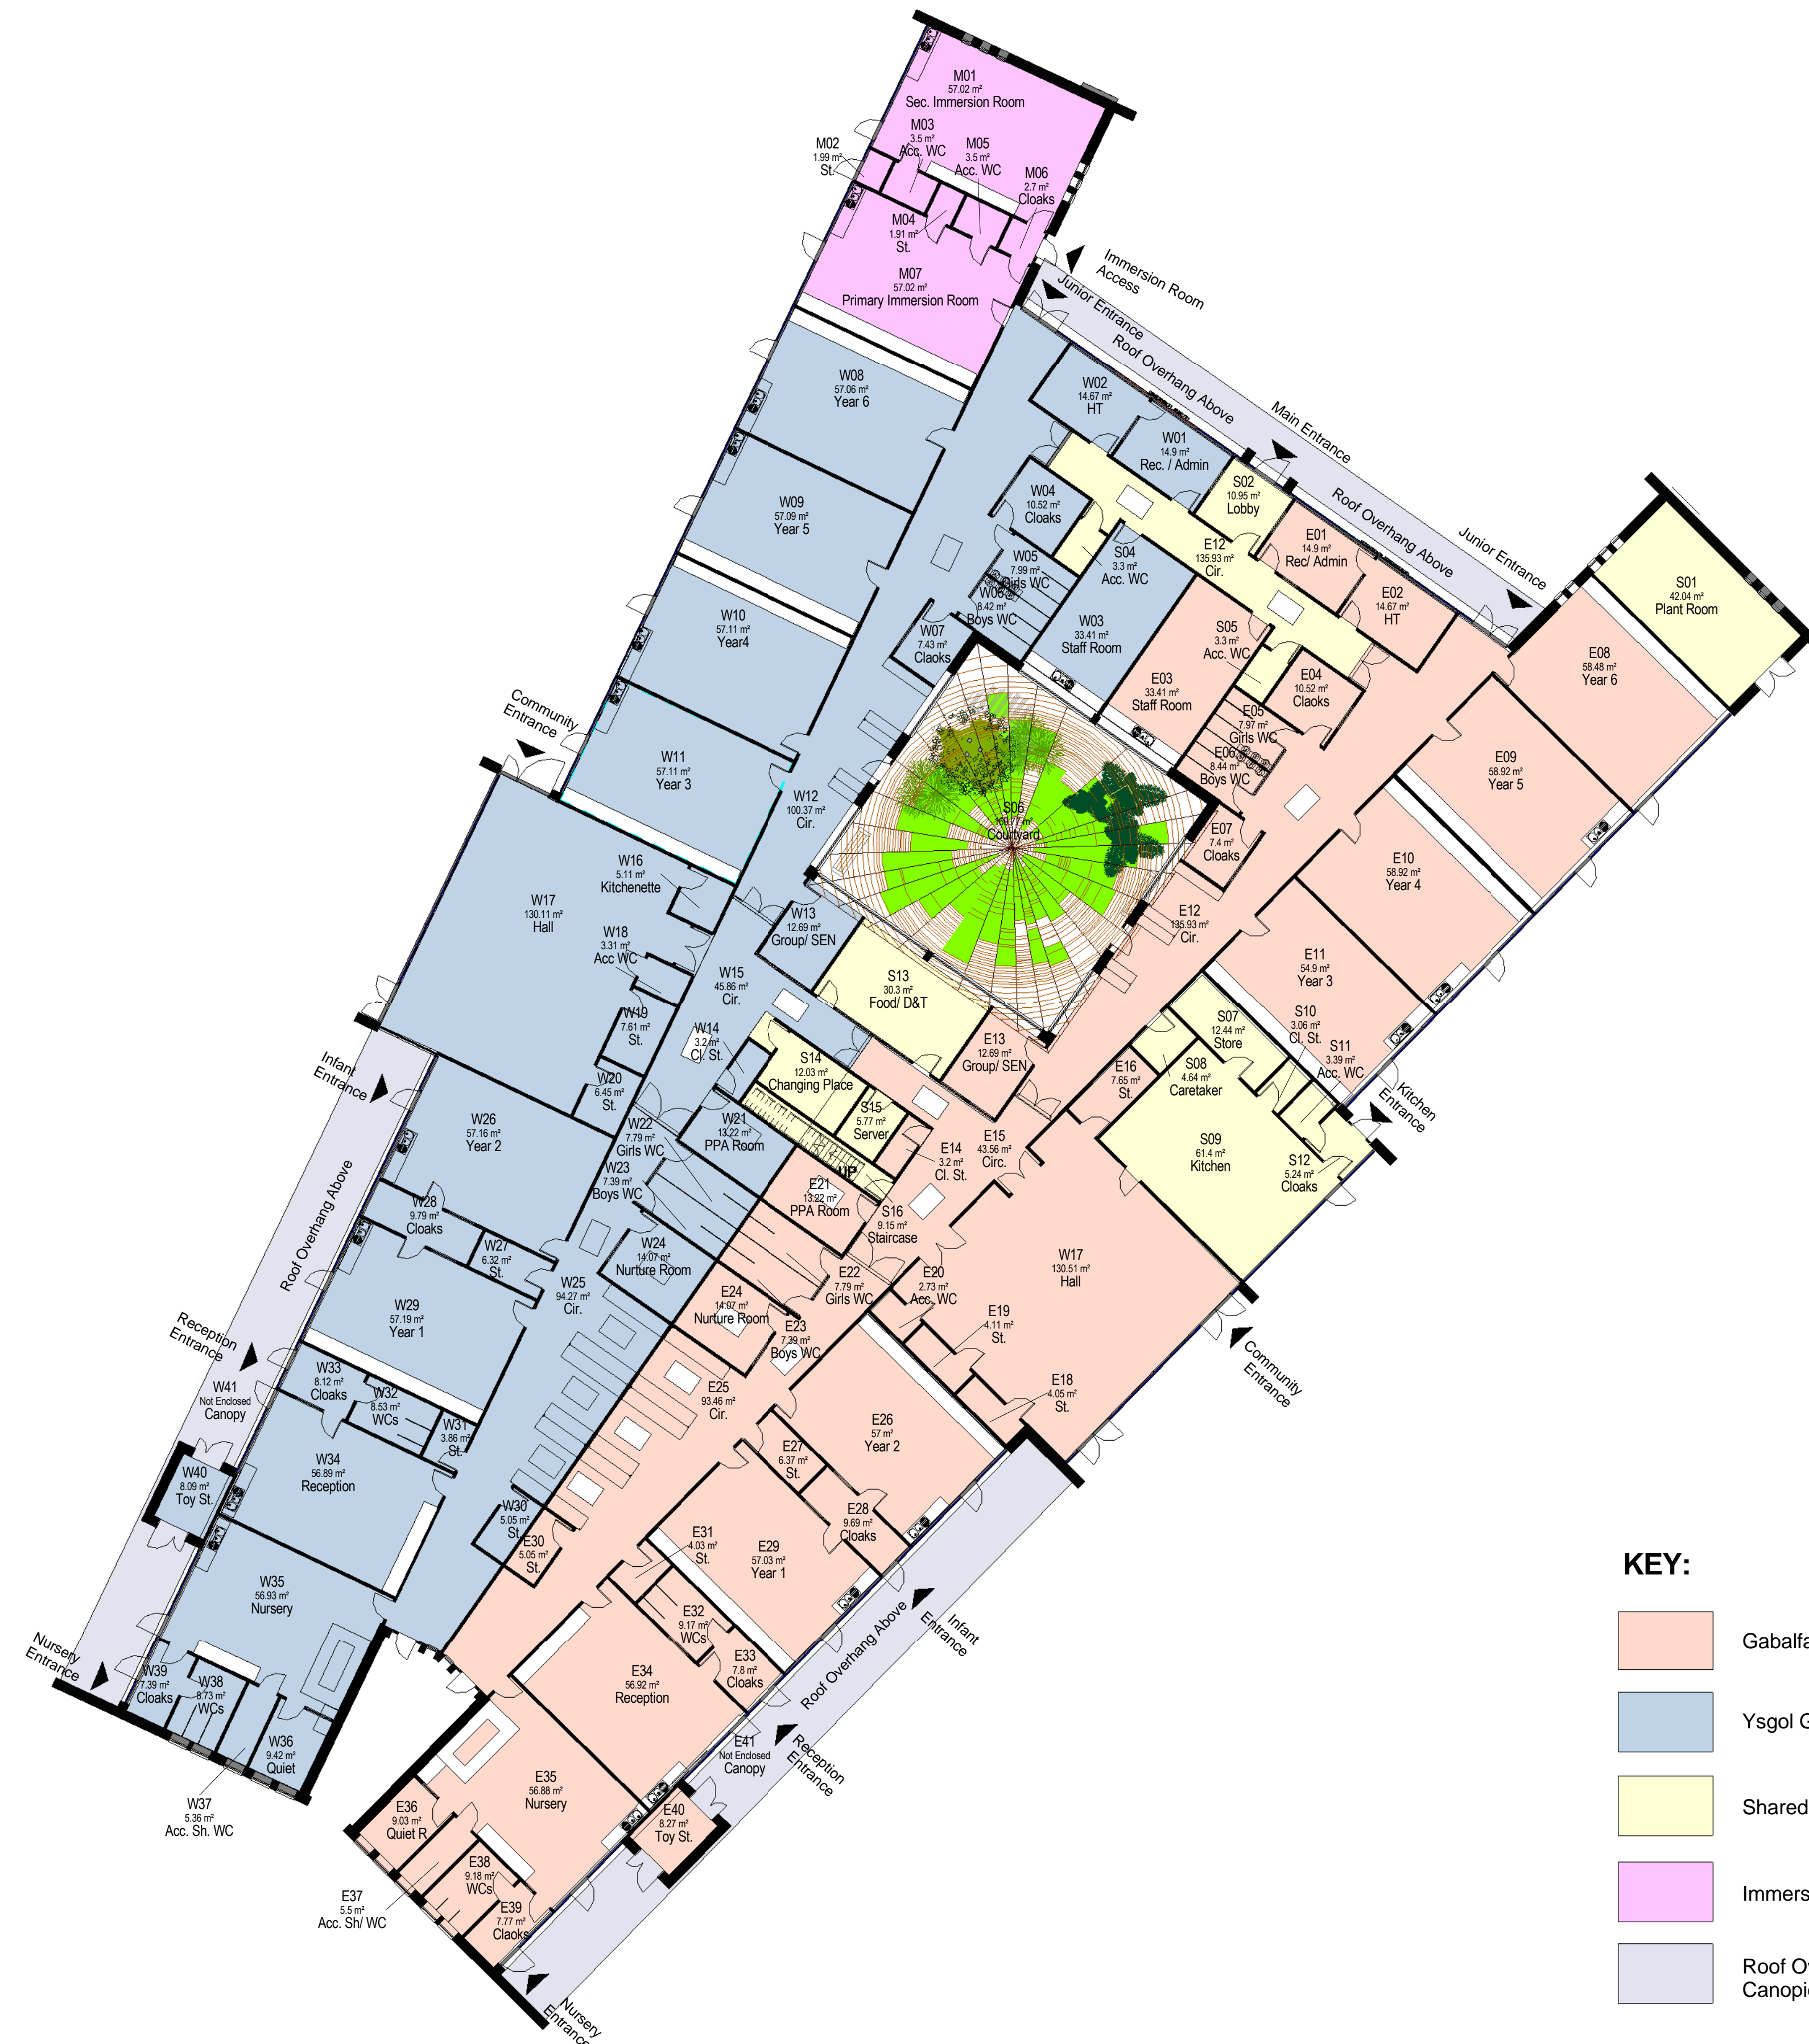 M01
57.02 m²
Sec. Immersion Room
M02
1.99 m²
St.
M03
3.5 m²
Acc. WC
M05
3.5 m²
Acc. WC
M06
2.7 m²
Cloaks
M04
1.91 m²
St.
M07
57.02 m²
Primary Immersion Room
Immersion Room
Access
Junior Entrance
Roof Overhang Above
Main Entrance
Roof Overhang Above
Junior Entrance
W08
57.06 m²
Year 6
W02
14.67 m²
HT
W01
14.9 m²
Rec. / Admin
S02
10.95 m²
Lobby
E01
14.9 m²
Rec/ Admin
E02
14.67 m²
HT
S01
42.04 m²
Plant Room
W09
57.09 m²
Year 5
W04
10.52 m²
Cloaks
S04
3.3 m²
Acc. WC
E12
135.93 m²
Cir.
W05
7.99 m²
Girls WC
W06
8.42 m²
Boys WC
W10
57.11 m²
Year4
W07
7.43 m²
Claoks
W03
33.41 m²
Staff Room
S05
3.3 m²
Acc. WC
E03
33.41 m²
Staff Room
E04
10.52 m²
Claoks
E08
58.48 m²
Year 6
E05
7.97 m²
Girls WC
E06
8.44 m²
Boys WC
E09
58.92 m²
Year 5
Community
Entrance
W11
57.11 m²
Year 3
W12
100.37 m²
Cir.
S06
Courtyard
E07
7.4 m²
Cloaks
E10
58.92 m²
Year 4
W16
5.11 m²
Kitchenette
W17
130.11 m²
Hall
W13
12.69 m²
Group/ SEN
E12
135.93 m²
Cir.
W18
3.31 m²
Acc WC
W15
45.86 m²
Cir.
S13
30.3 m²
Food/ D&T
E11
54.9 m²
Year 3
W19
7.61 m²
St.
W14
3.2 m²
Cl. St.
S14
12.03 m²
Changing Place
E13
12.69 m²
Group/ SEN
S07
12.44 m²
Store
S10
3.06 m²
Cl. St.
S11
3.39 m²
Acc. WC
S08
4.64 m²
Caretaker
E16
7.65 m²
St.
Kitchen
Entrance
Infant
Entrance
W20
6.45 m²
St.
S15
5.77 m²
Server
W26
57.16 m²
Year 2
W22
7.79 m²
Girls WC
W21
13.22 m²
PPA Room
E14
3.2 m²
Cl. St.
E15
43.56 m²
Circ.
S09
61.4 m²
Kitchen
S12
5.24 m²
Cloaks
UP
W23
7.39 m²
Boys WC
E21
13.22 m²
PPA Room
S16
9.15 m²
Staircase
Roof Overhang Above
W28
9.79 m²
Cloaks
W27
6.32 m²
St.
W24
14.07 m²
Nurture Room
W17
130.51 m²
Hall
W25
94.27 m²
Cir.
E22
7.79 m²
Girls WC
E20
2.73 m²
Acc. WC
W29
57.19 m²
Year 1
E24
14.07 m²
Nurture Room
E19
4.11 m²
St.
E23
7.39 m²
Boys WC
Reception
Entrance
Community
Entrance
W41
Not Enclosed
Canopy
W33
8.12 m²
Cloaks
W32
8.53 m²
WCs
E25
93.46 m²
Cir.
E18
4.05 m²
St.
W31
3.86 m²
St.
E26
57 m²
Year 2
E27
6.37 m²
St.
W34
56.89 m²
Reception
W40
8.09 m²
Toy St.
W30
5.05 m²
St.
E30
5.05 m²
St.
E28
9.69 m²
Cloaks
E31
4.03 m²
St.
E29
57.03 m²
Year 1
W35
56.93 m²
Nursery
E32
9.17 m²
WCs
E33
7.8 m²
Cloaks
Roof Overhang Above
Infant
Entrance
Nursery
Entrance
W39
7.39 m²
Cloaks
W38
8.73 m²
WCs
E34
56.92 m²
Reception
W36
9.42 m²
Quiet
E41
Not Enclosed
Canopy
Reception
Entrance
W37
5.36 m²
Acc. Sh. WC
E35
56.88 m²
Nursery
E36
9.03 m²
Quiet R
E40
8.27 m²
Toy St.
E38
9.18 m²
WCs
E37
5.5 m²
Acc. Sh/ WC
E39
7.77 m²
Claoks
Nursery
Entrance
KEY:
Gabalfa
Ysgol G
Shared
Immers
Roof Ov
Canopie